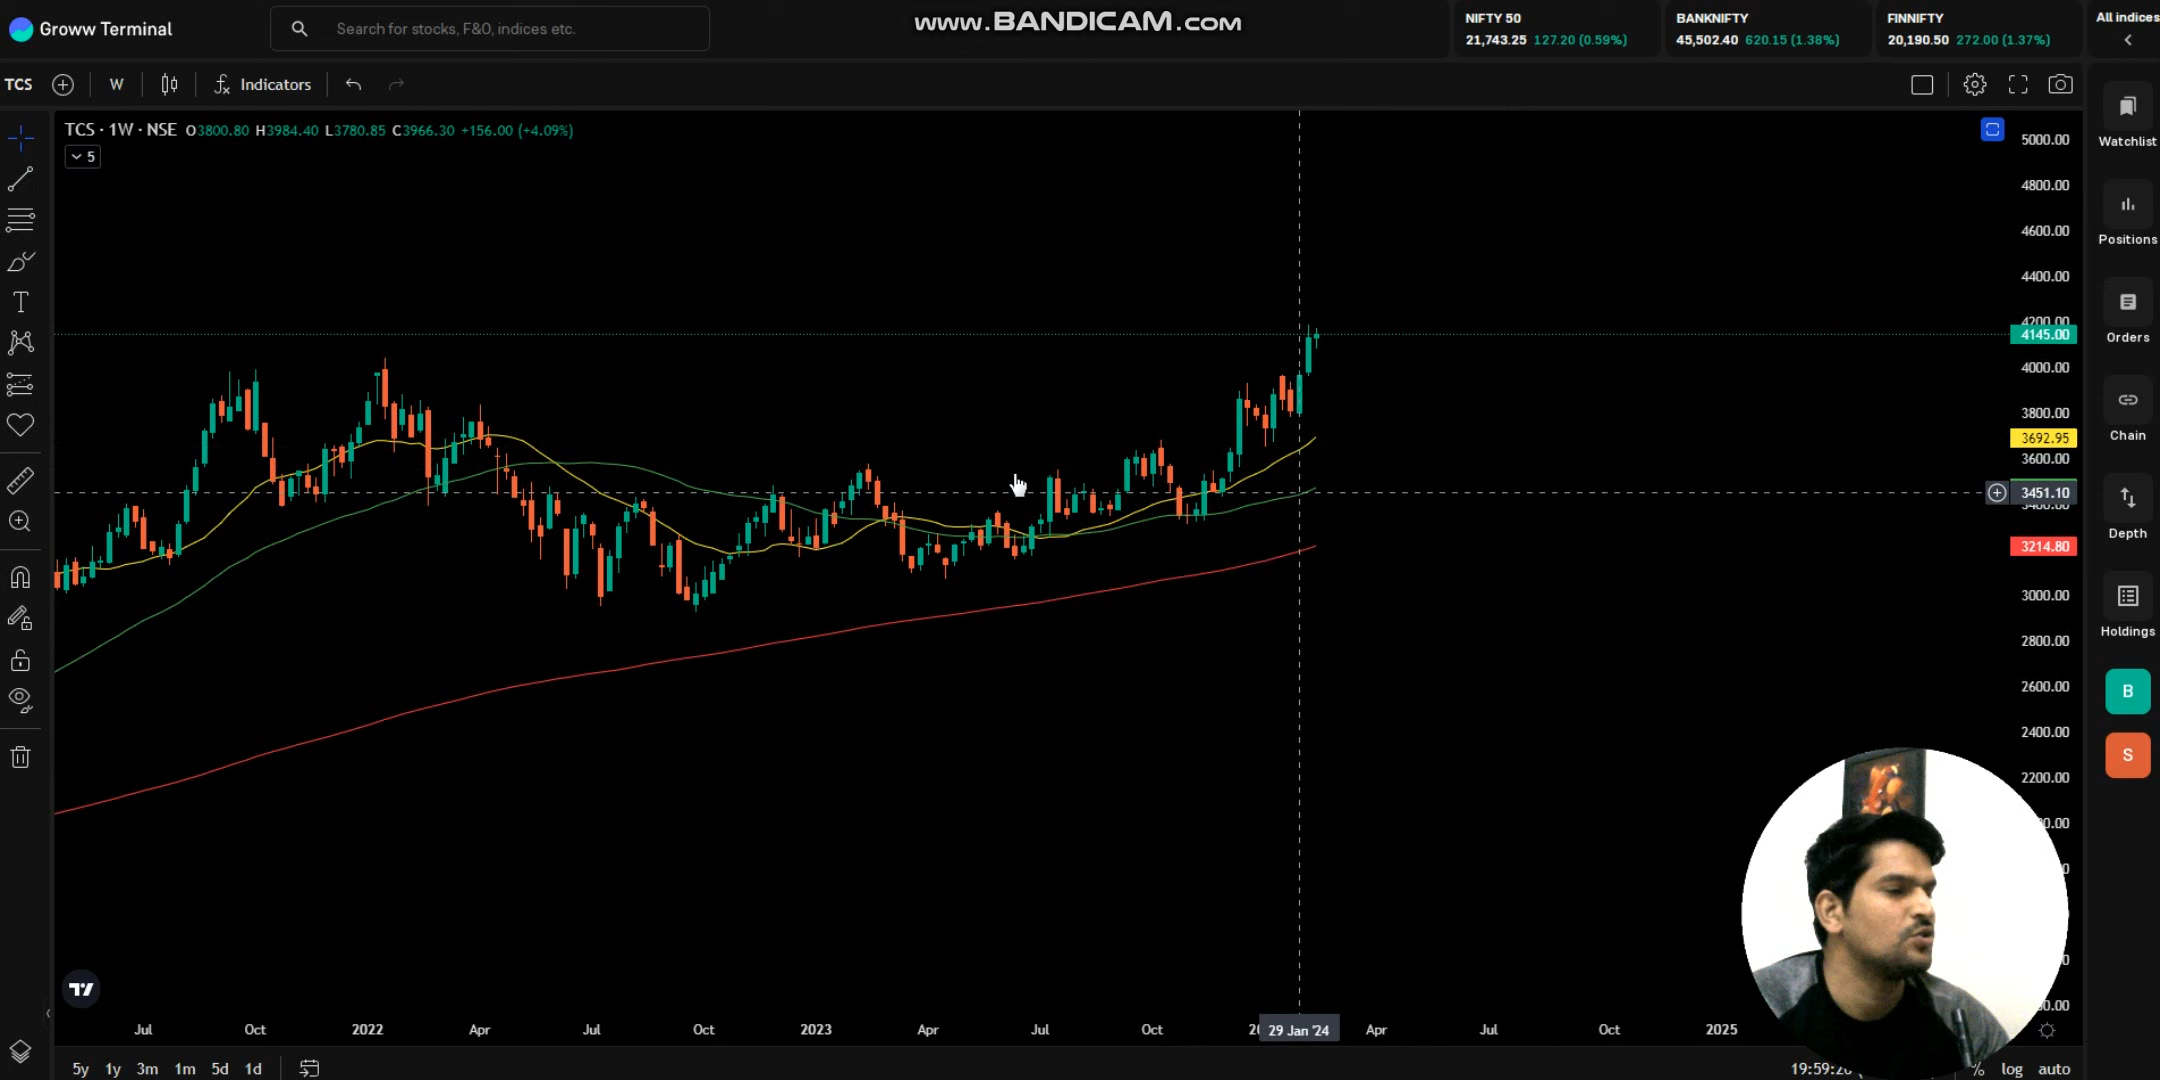 Groww Terminal
Search for stocks, F&O, indices etc.
www.BANDICAM.com
NIFTY 50
21,743.25 127.20 (0.59%)
BANKNIFTY
45,502.40 620.15 (1.38%)
FINNIFTY
20,190.50 272.00 (1.37%)
All indices
TCS
W
Indicators
TCS · 1W · NSE O3800.80 H3984.40 L3780.85 C3966.30 +156.00 (+4.09%)
5
5000.00
4800.00
4600.00
4400.00
4200.00
4145.00
4000.00
3800.00
3692.95
3600.00
3451.10
3400.00
3214.80
3000.00
2800.00
2600.00
2400.00
2200.00
Watchlist
Positions
Orders
Chain
Depth
Holdings
B
S
Jul Oct 2022 Apr Jul Oct 2023 Apr Jul Oct 29 Jan '24 Apr Jul Oct 2025
5y 1y 3m 1m 5d 1d
% log auto